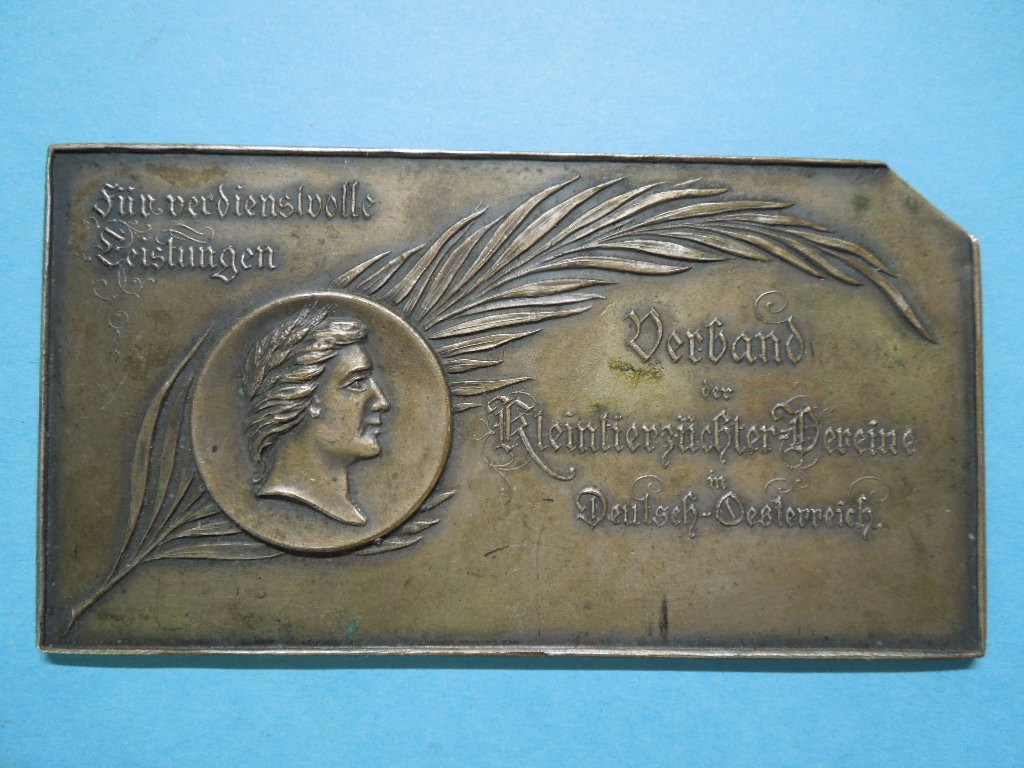 Für verdienstvolle
Leistungen
Verband
der
Kleintierzüchter-Vereine
in
Deutsch-Oesterreich.